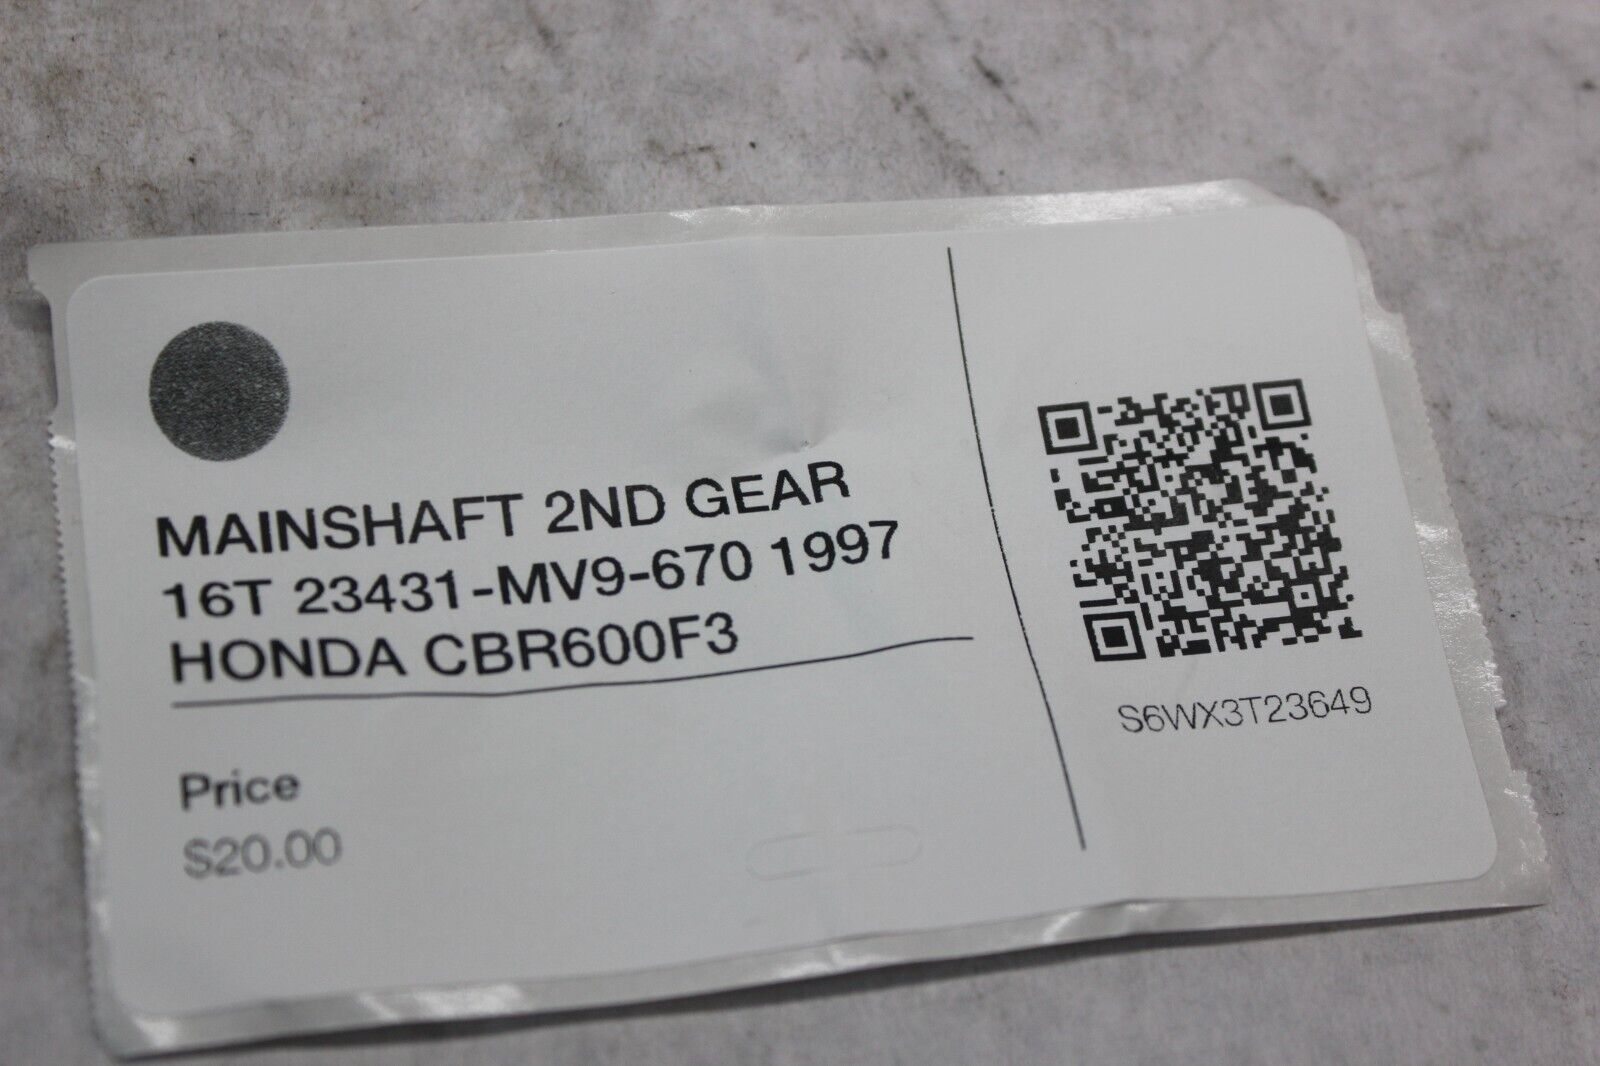 MAINSHAFT 2ND GEAR
16T 23431-MV9-670 1997
HONDA CBR600F3
Price
$20.00
S6WX3T23649